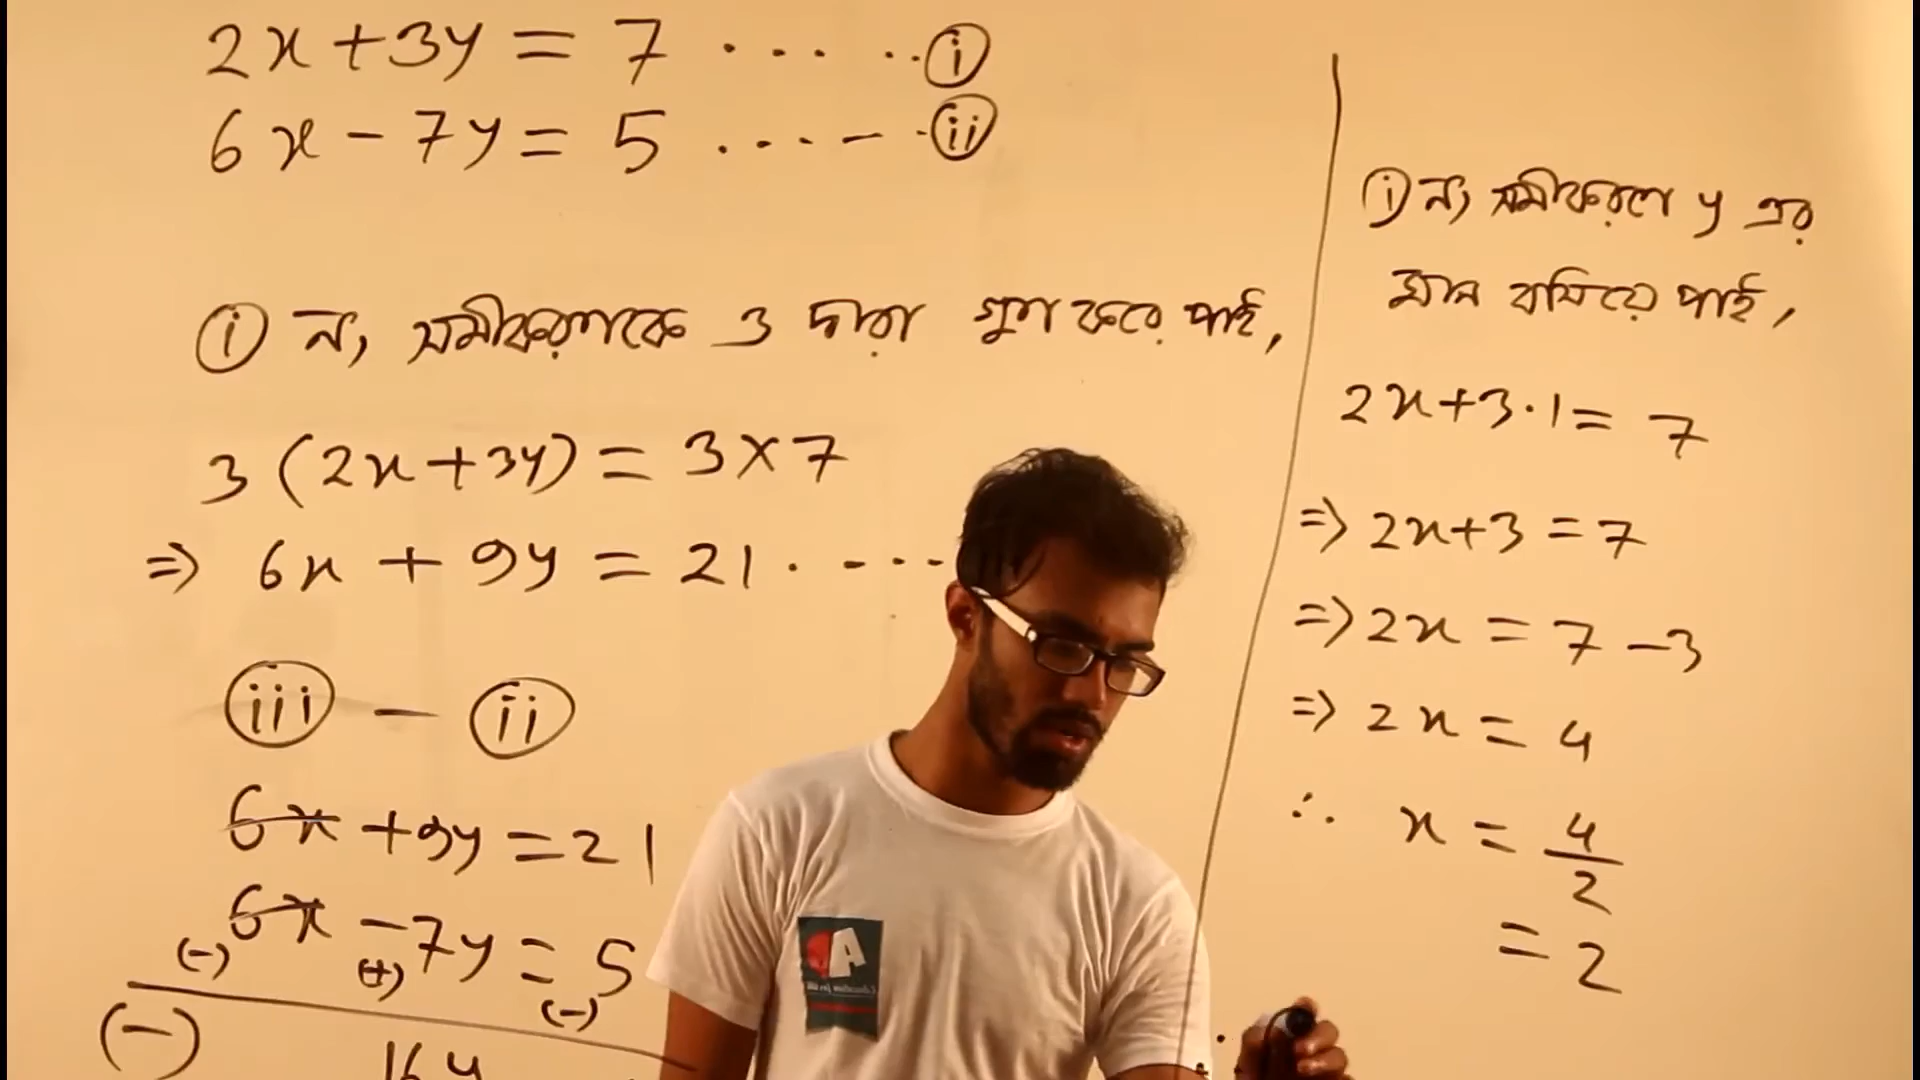 2x + 3y = 7 . . . . . . (i)
6x - 7y = 5 . . . . - . (ii)
(i) নং সমীকরণকে 3 দ্বারা গুণ করে পাই,
3 (2x + 3y) = 3 × 7
=> 6x + 9y = 21 . - - - -
(iii) - (ii)
6x + 9y = 21
6x - 7y = 5
(-) (+) (-)
(-) 16y
(i) নং সমীকরণে y এর
মান বসিয়ে পাই,
2x + 3 · 1 = 7
=> 2x + 3 = 7
=> 2x = 7 - 3
=> 2x = 4
∴ x = 4/2
= 2